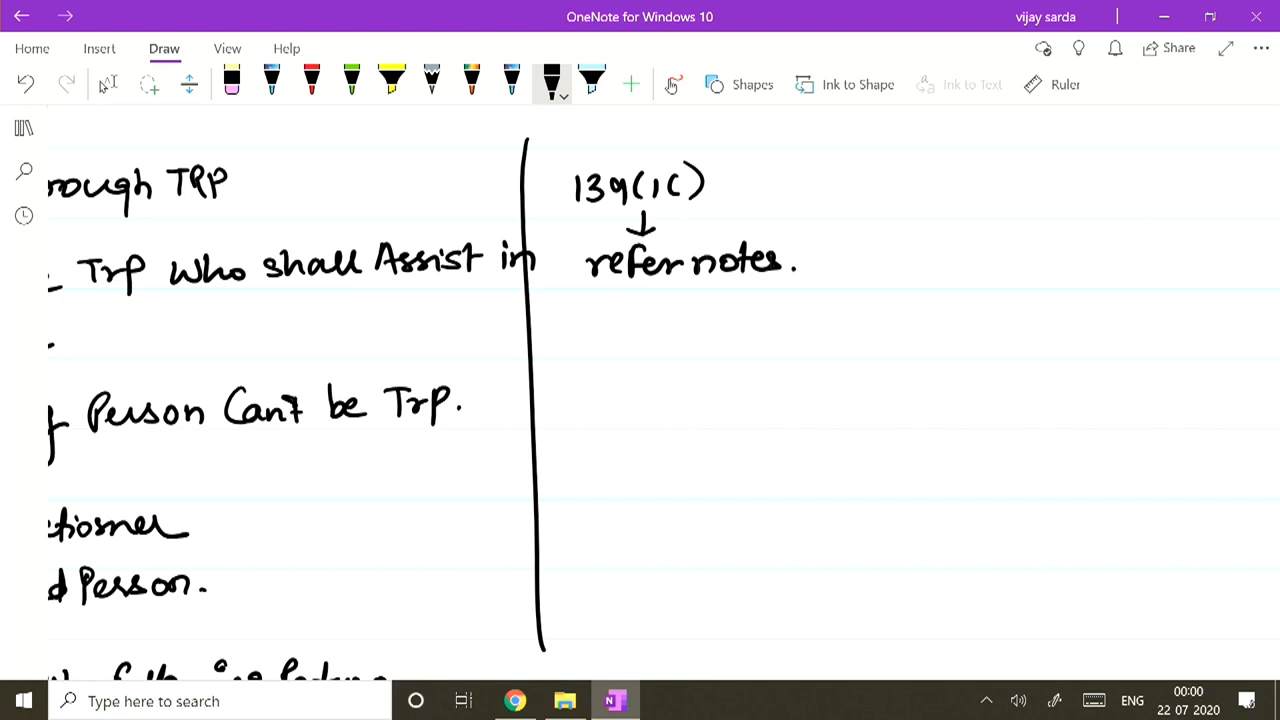 OneNote for Windows 10
vijay sarda
Home Insert Draw View Help
Share
Shapes
Ink to Shape
Ink to Text
Ruler
rough TRP
Trp Who shall Assist in
Person Can't be Trp.
etioner
d Person.
139(1C)
↓
refer notes.
Type here to search
ENG
00:00
22-07-2020